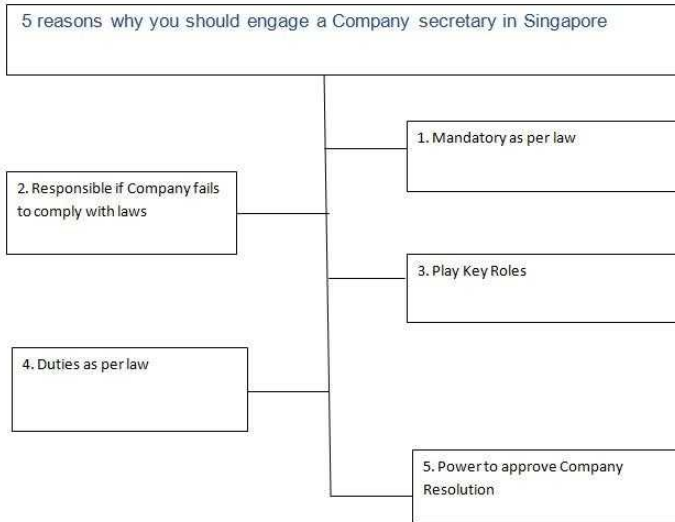 5 reasons why you should engage a Company secretary in Singapore
1. Mandatory as per law
2. Responsible if Company fails
to comply with laws
3. Play Key Roles
4. Duties as per law
5. Power to approve Company
Resolution